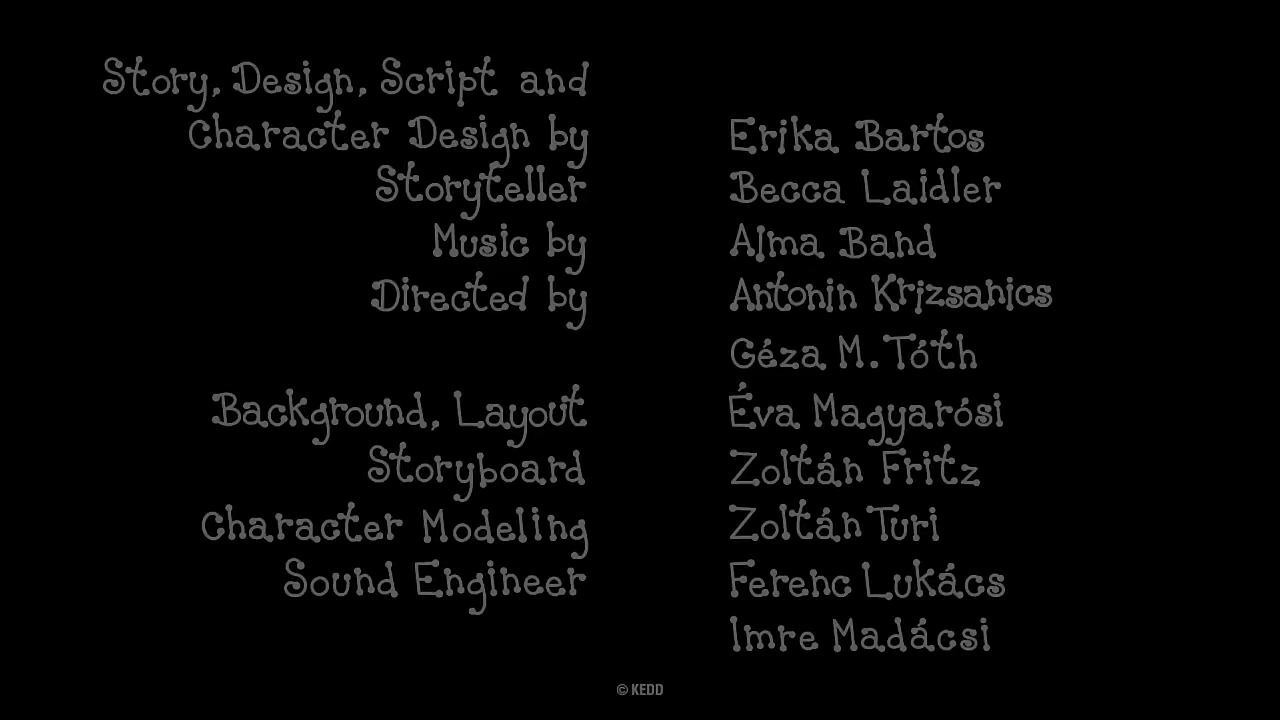 Story, Design, Script and
Character Design by Erika Bartos
Storyteller Becca Laidler
Music by Alma Band
Directed by Antonin Krizsanics
Géza M. Tóth
Background, Layout Éva Magyarósi
Storyboard Zoltán Fritz
Character Modeling Zoltán Turi
Sound Engineer Ferenc Lukács
Imre Madácsi
© KEDD